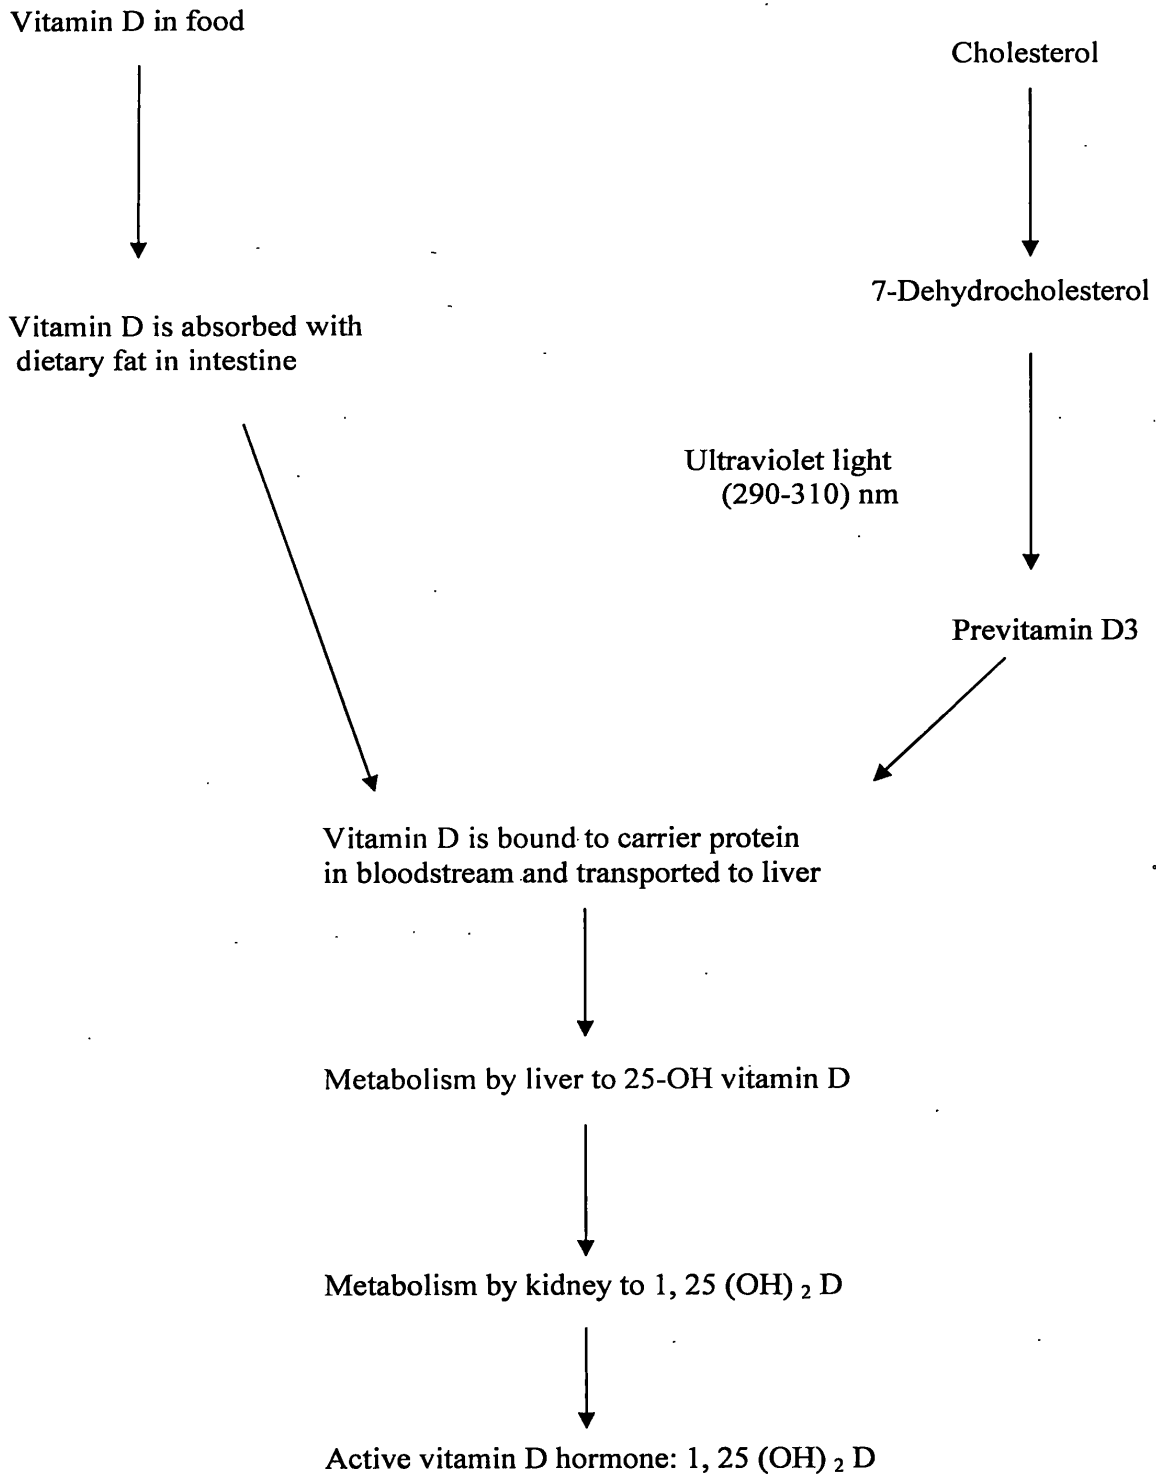 Vitamin D in food
Cholesterol
7-Dehydrocholesterol
Vitamin D is absorbed with
dietary fat in intestine
Ultraviolet light
(290-310) nm
Previtamin D3
Vitamin D is bound to carrier protein
in bloodstream and transported to liver
Metabolism by liver to 25-OH vitamin D
Metabolism by kidney to 1, 25 (OH) ₂ D
Active vitamin D hormone: 1, 25 (OH) ₂ D